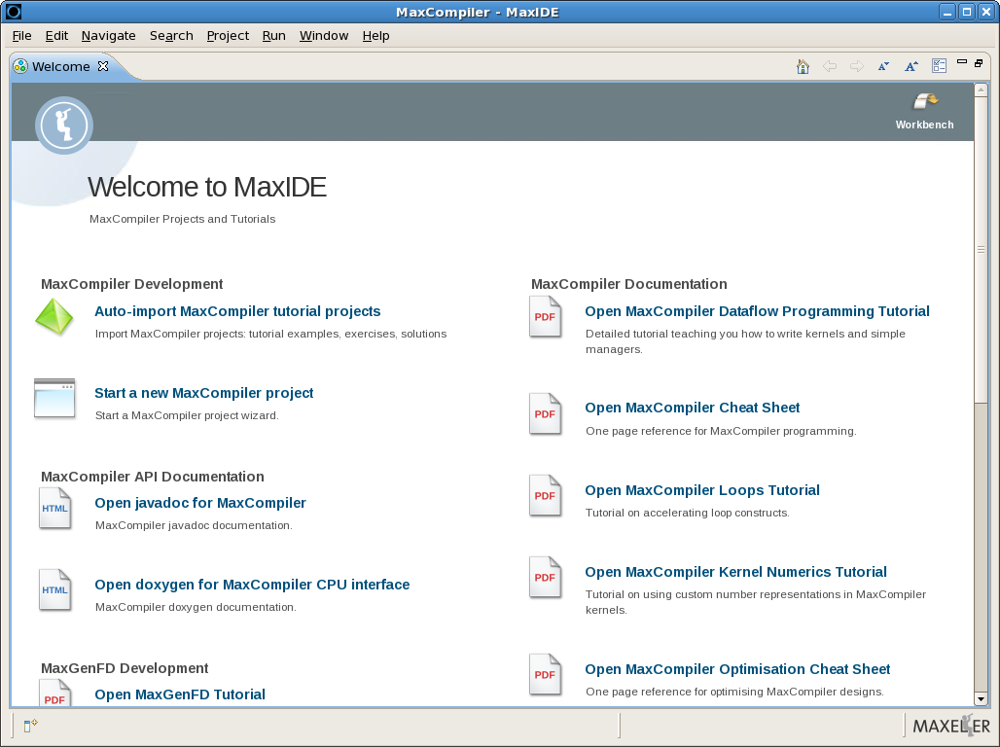 MaxCompiler - MaxIDE
File Edit Navigate Search Project Run Window Help
Welcome
Workbench
Welcome to MaxIDE
MaxCompiler Projects and Tutorials
MaxCompiler Development
Auto-import MaxCompiler tutorial projects
Import MaxCompiler projects: tutorial examples, exercises, solutions
Start a new MaxCompiler project
Start a MaxCompiler project wizard.
MaxCompiler API Documentation
HTML
Open javadoc for MaxCompiler
MaxCompiler javadoc documentation.
HTML
Open doxygen for MaxCompiler CPU interface
MaxCompiler doxygen documentation.
MaxGenFD Development
PDF
Open MaxGenFD Tutorial
MaxCompiler Documentation
PDF
Open MaxCompiler Dataflow Programming Tutorial
Detailed tutorial teaching you how to write kernels and simple
managers.
PDF
Open MaxCompiler Cheat Sheet
One page reference for MaxCompiler programming.
PDF
Open MaxCompiler Loops Tutorial
Tutorial on accelerating loop constructs.
PDF
Open MaxCompiler Kernel Numerics Tutorial
Tutorial on using custom number representations in MaxCompiler
kernels.
PDF
Open MaxCompiler Optimisation Cheat Sheet
One page reference for optimising MaxCompiler designs.
MAXELER